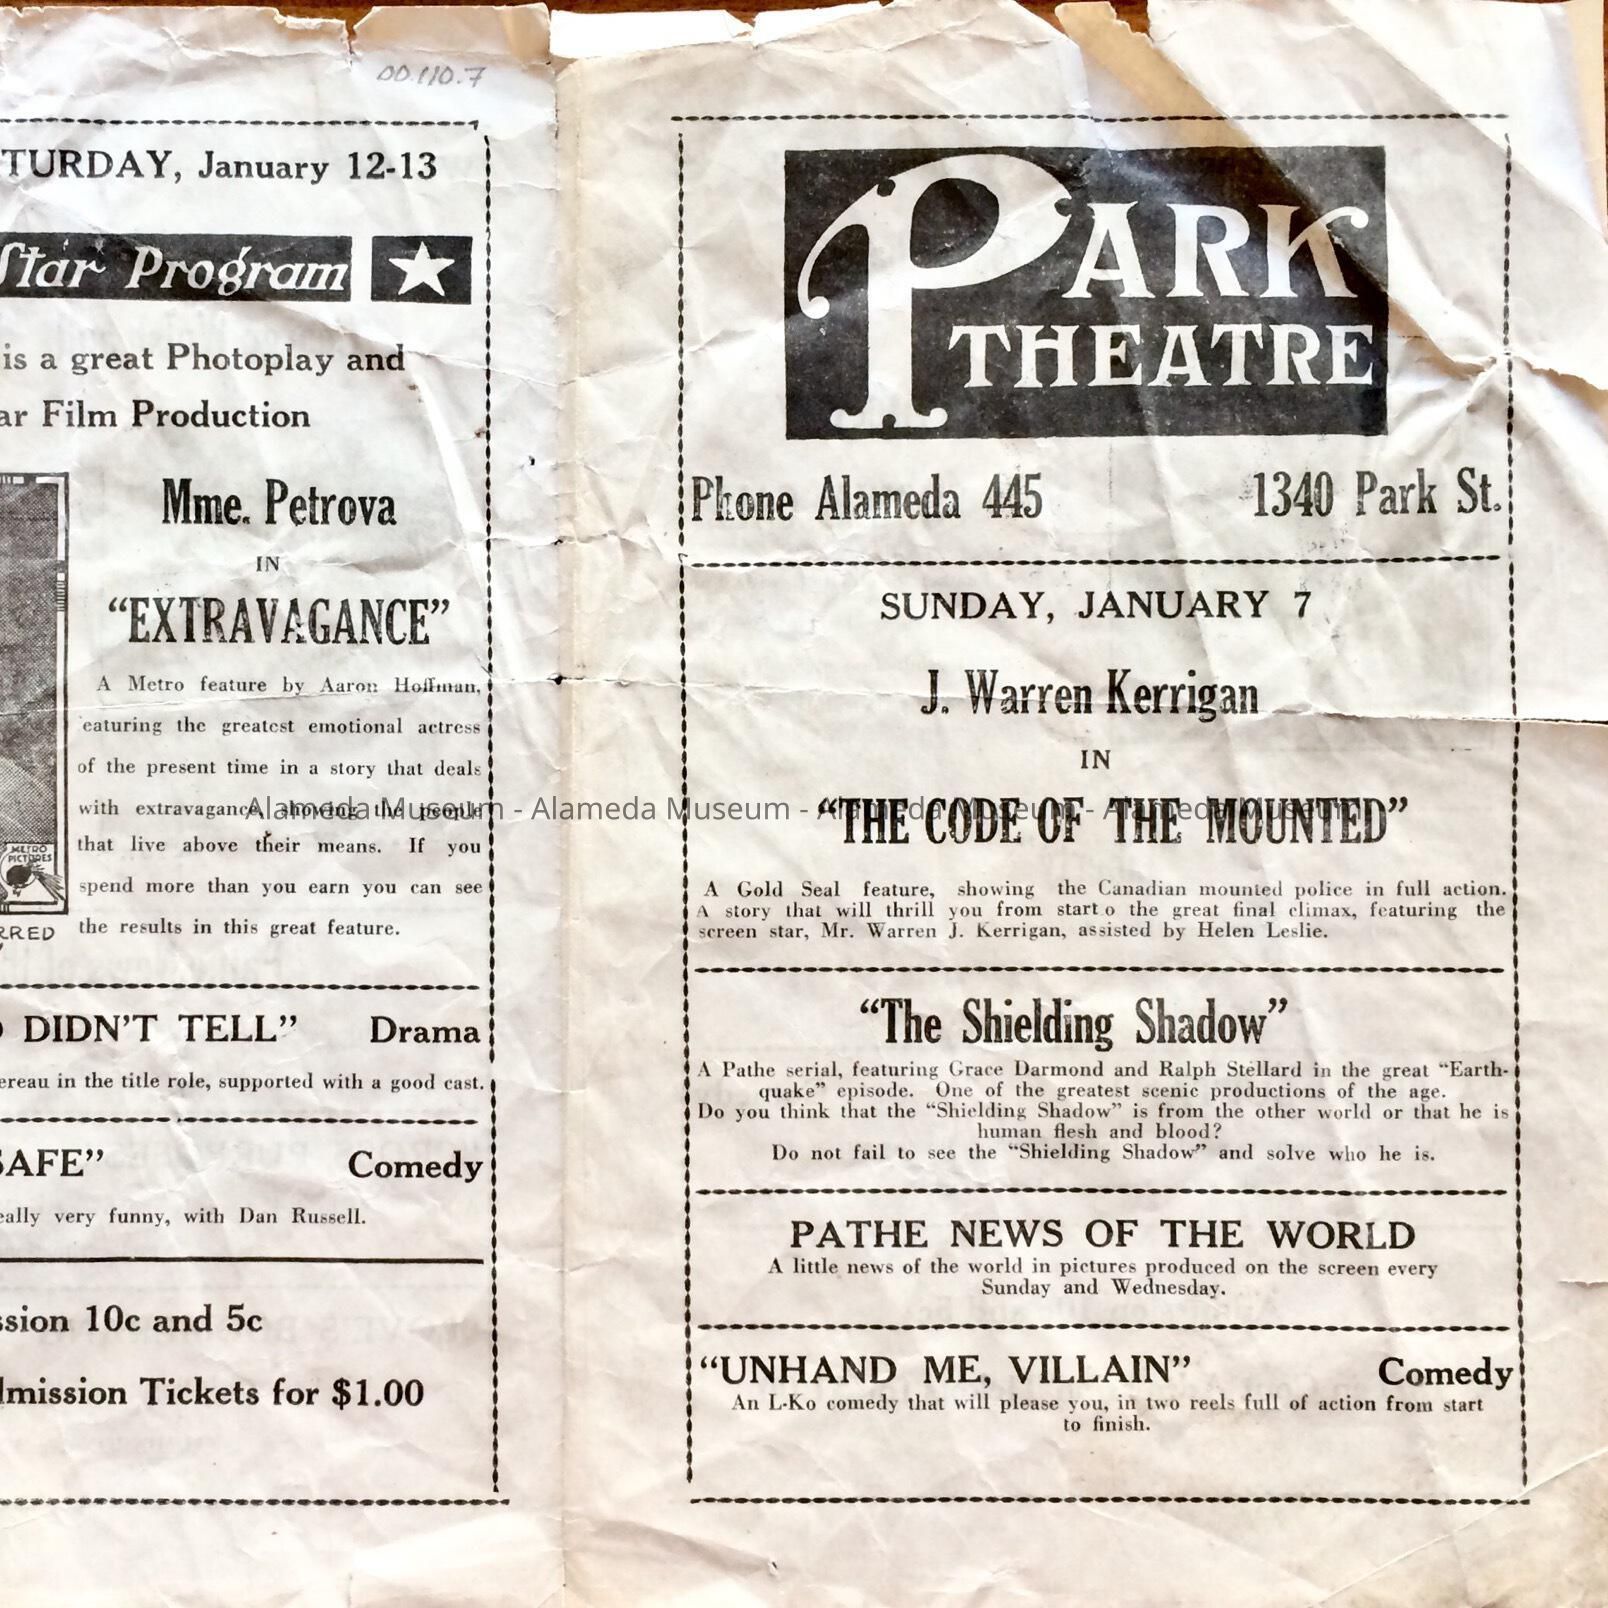 00.110.7
TURDAY, January 12-13
Star Program
is a great Photoplay and
ar Film Production
Mme. Petrova
IN
“EXTRAVAGANCE”
A Metro feature by Aaron Hoffman,
eaturing the greatest emotional actress
of the present time in a story that deals
with extravagance, showing the people
that live above their means. If you
spend more than you earn you can see
the results in this great feature.
METRO
PICTURES
RRED
DIDN’T TELL” Drama
ereau in the title role, supported with a good cast.
SAFE” Comedy
eally very funny, with Dan Russell.
ssion 10c and 5c
dmission Tickets for $1.00
PARK
THEATRE
Phone Alameda 445 1340 Park St.
SUNDAY, JANUARY 7
J. Warren Kerrigan
IN
“THE CODE OF THE MOUNTED”
A Gold Seal feature, showing the Canadian mounted police in full action.
A story that will thrill you from start o the great final climax, featuring the
screen star, Mr. Warren J. Kerrigan, assisted by Helen Leslie.
“The Shielding Shadow”
A Pathe serial, featuring Grace Darmond and Ralph Stellard in the great “Earth-
quake” episode. One of the greatest scenic productions of the age.
Do you think that the “Shielding Shadow” is from the other world or that he is
human flesh and blood?
Do not fail to see the “Shielding Shadow” and solve who he is.
PATHE NEWS OF THE WORLD
A little news of the world in pictures produced on the screen every
Sunday and Wednesday.
“UNHAND ME, VILLAIN” Comedy
An L-Ko comedy that will please you, in two reels full of action from start
to finish.
Alameda Museum - Alameda Museum - Alameda Museum - Alameda Museum